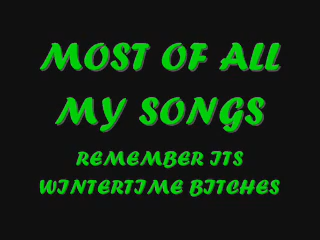 MOST OF ALL
MY SONGS
REMEMBER ITS
WINTERTIME BITCHES